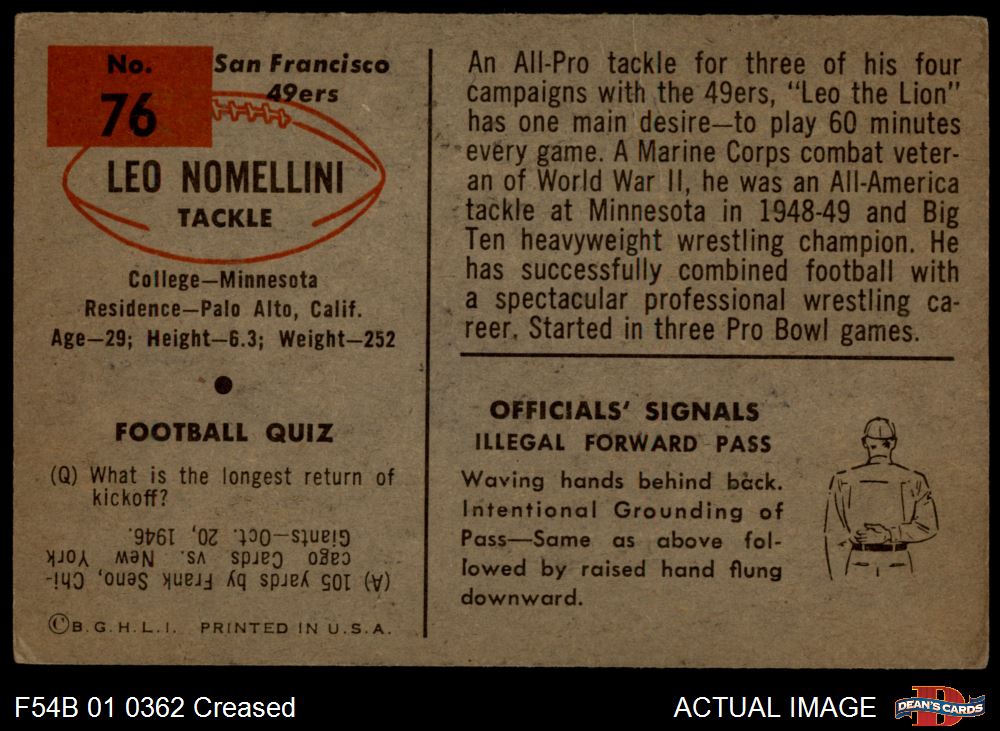 No.
76
San Francisco
49ers
LEO NOMELLINI
TACKLE
College—Minnesota
Residence—Palo Alto, Calif.
Age—29; Height—6.3; Weight—252
FOOTBALL QUIZ
(Q) What is the longest return of
kickoff?
(A) 105 yards by Frank Seno, Chi-
cago Cards vs. New York
Giants—Oct. 20, 1946.
©B.G.H.L.I. PRINTED IN U.S.A.
An All-Pro tackle for three of his four
campaigns with the 49ers, "Leo the Lion"
has one main desire—to play 60 minutes
every game. A Marine Corps combat veter-
an of World War II, he was an All-America
tackle at Minnesota in 1948-49 and Big
Ten heavyweight wrestling champion. He
has successfully combined football with
a spectacular professional wrestling ca-
reer. Started in three Pro Bowl games.
OFFICIALS' SIGNALS
ILLEGAL FORWARD PASS
Waving hands behind back.
Intentional Grounding of
Pass—Same as above fol-
lowed by raised hand flung
downward.
F54B 01 0362 Creased
ACTUAL IMAGE
D
DEAN'S CARDS